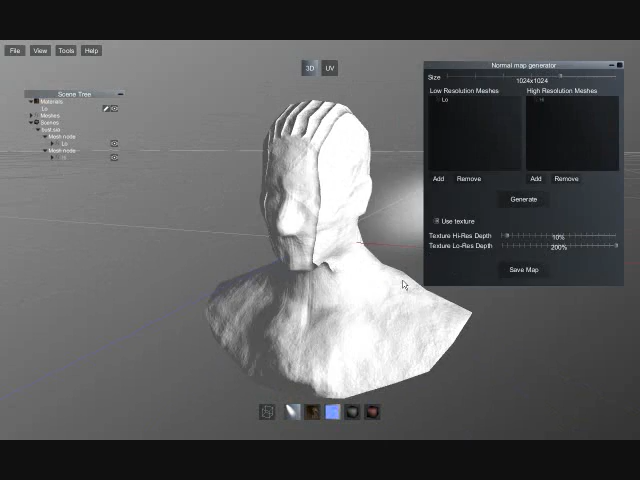 File View Tools Help
3D UV
Scene Tree
Materials
Lo
Meshes
Scenes
Mesh node
Lo
Mesh node
Hi
Normal map generator
Size
1024x1024
Low Resolution Meshes High Resolution Meshes
Lo Hi
Add Remove Add Remove
Generate
Use texture
Texture Hi-Res Depth 10%
Texture Lo-Res Depth 200%
Save Map